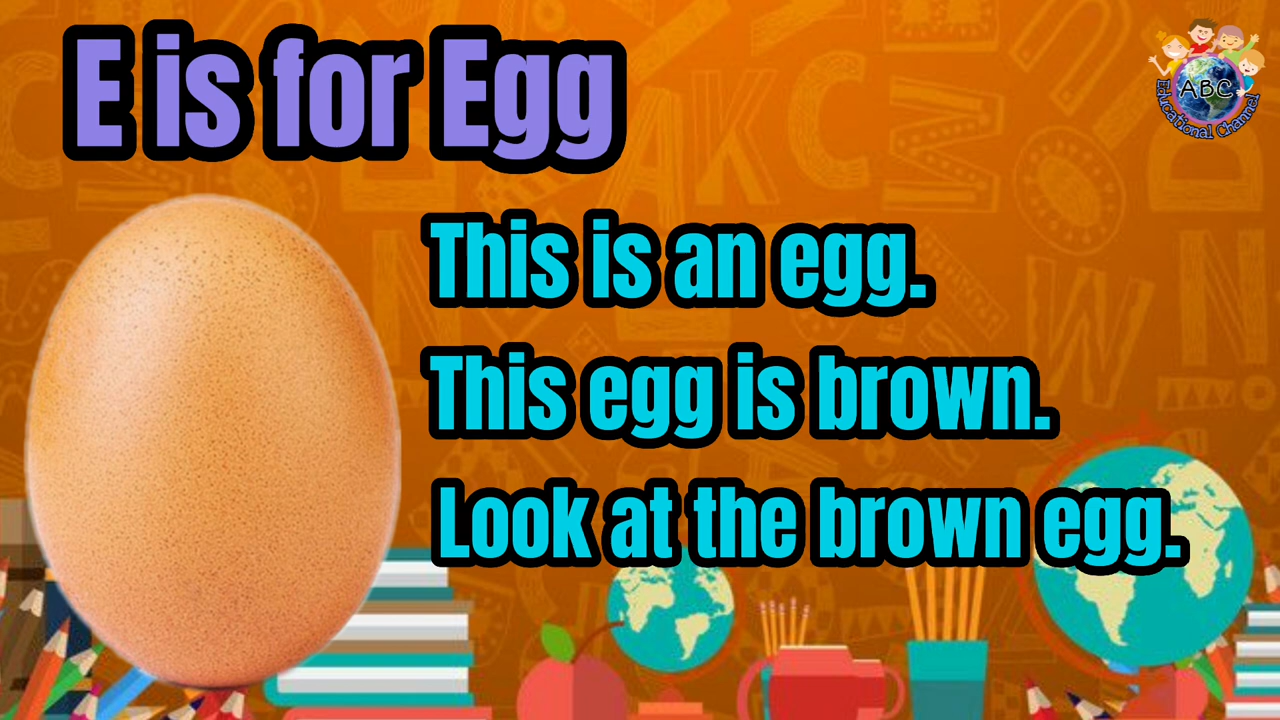 E is for Egg
ABC
Educational Channel
This is an egg.
This egg is brown.
Look at the brown egg.